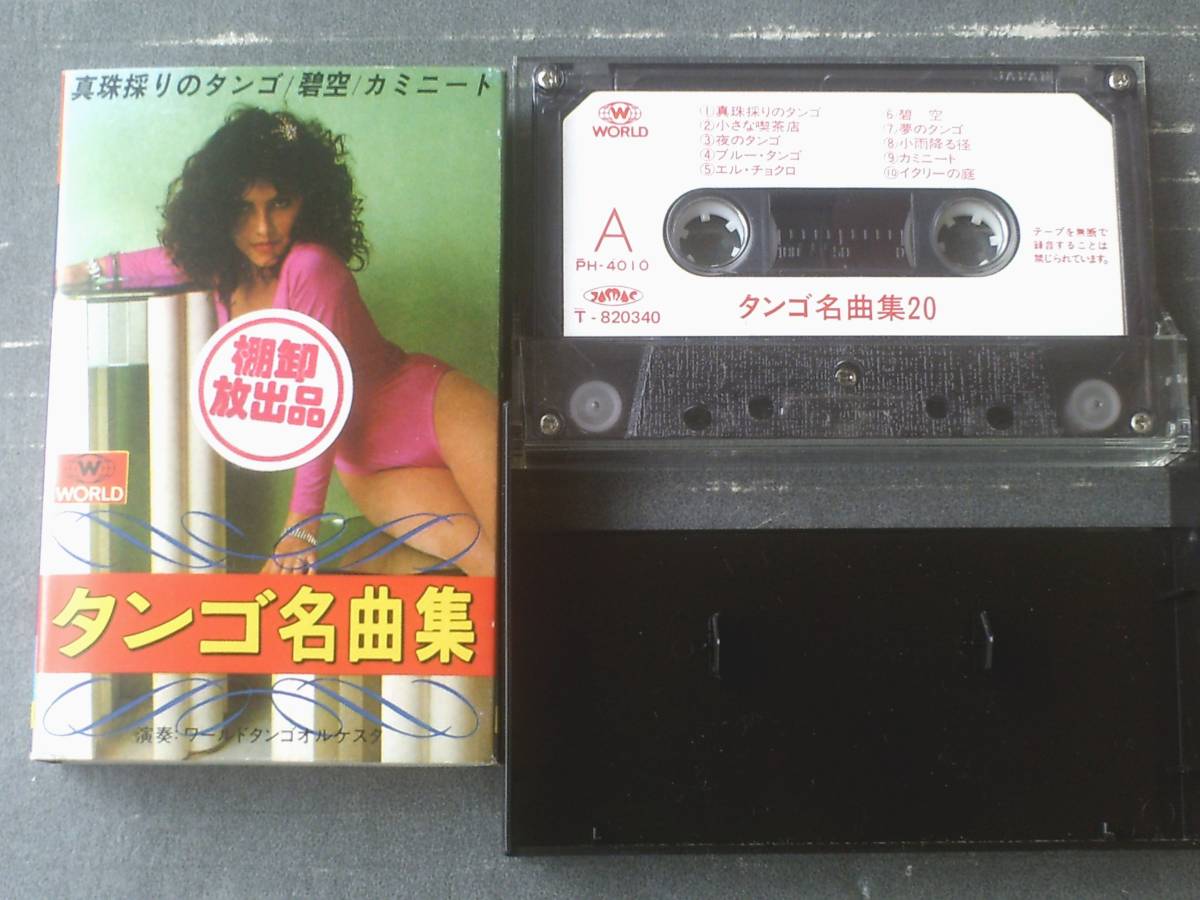 真珠採りのタンゴ/碧空/カミニート
棚卸
放出品
W
WORLD
タンゴ名曲集
演奏:ワールドタンゴオルケスタ
JAPAN
W
WORLD
①真珠採りのタンゴ
②小さな喫茶店
③夜のタンゴ
④ブルー・タンゴ
⑤エル・チョクロ
6碧 空
⑦夢のタンゴ
⑧小雨降る径
⑨カミニート
⑩イタリーの庭
A
PH-4010
100 50 0
テープを無断で
録音することは
禁じられています。
JASRAC
T-820340
タンゴ名曲集20